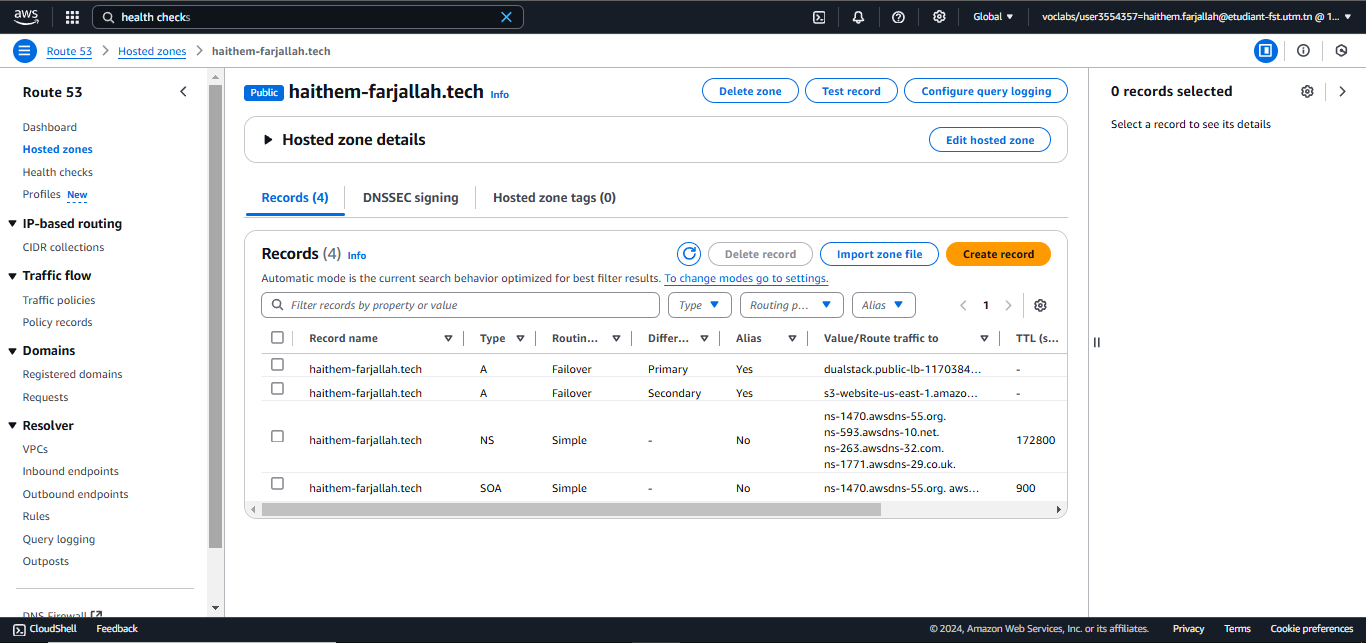 aws
health checks
Global
voclabs/user3554357=haithem.farjallah@etudiant-fst.utm.tn @ 1...
Route 53
Hosted zones
haithem-farjallah.tech
Route 53
Dashboard
Hosted zones
Health checks
Profiles New
IP-based routing
CIDR collections
Traffic flow
Traffic policies
Policy records
Domains
Registered domains
Requests
Resolver
VPCs
Inbound endpoints
Outbound endpoints
Rules
Query logging
Outposts
DNS Firewall
Public haithem-farjallah.tech Info
Delete zone
Test record
Configure query logging
Hosted zone details
Edit hosted zone
Records (4)
DNSSEC signing
Hosted zone tags (0)
Records (4) Info
Delete record
Import zone file
Create record
Automatic mode is the current search behavior optimized for best filter results. To change modes go to settings.
Filter records by property or value
Type
Routing p...
Alias
1
Record name Type Routin... Differ... Alias Value/Route traffic to TTL (s...
haithem-farjallah.tech A Failover Primary Yes dualstack.public-lb-1170384... -
haithem-farjallah.tech A Failover Secondary Yes s3-website-us-east-1.amazo... -
haithem-farjallah.tech NS Simple - No ns-1470.awsdns-55.org. 172800
ns-593.awsdns-10.net.
ns-263.awsdns-32.com.
ns-1771.awsdns-29.co.uk.
haithem-farjallah.tech SOA Simple - No ns-1470.awsdns-55.org. aws... 900
0 records selected
Select a record to see its details
CloudShell
Feedback
© 2024, Amazon Web Services, Inc. or its affiliates.
Privacy
Terms
Cookie preferences